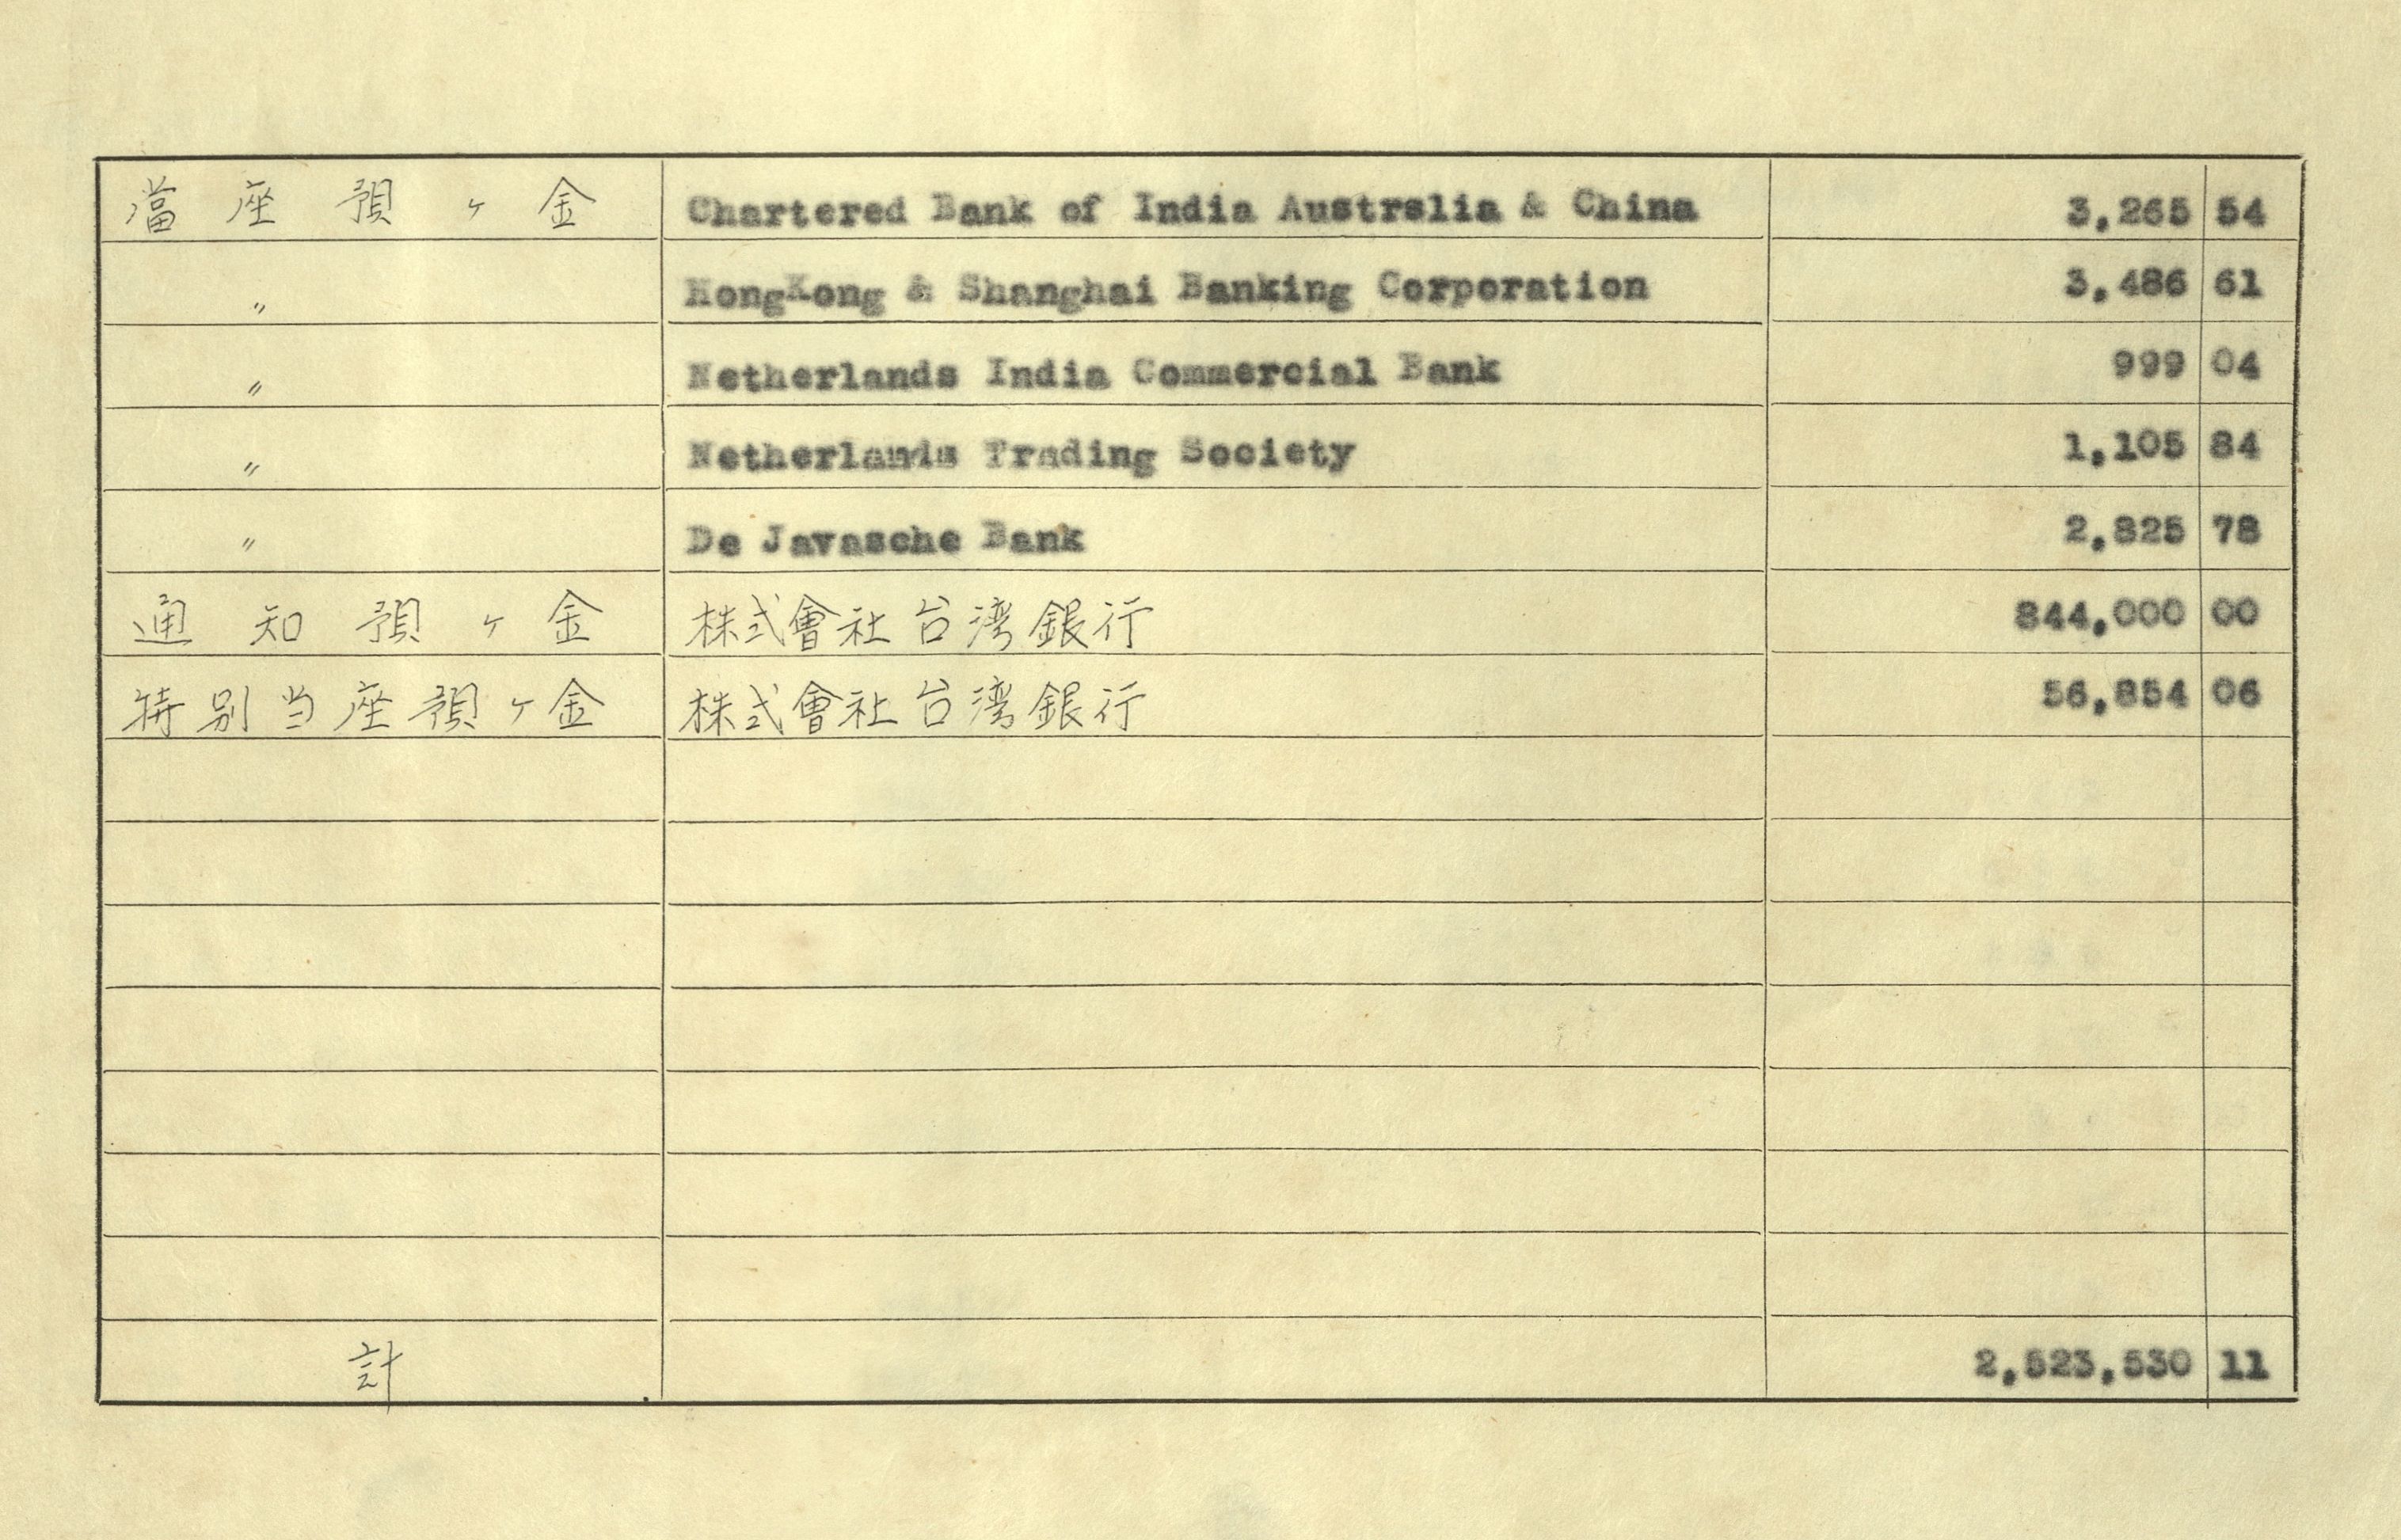 當座預ヶ金 Chartered Bank of India Australia & China 3,265 54
〃 HongKong & Shanghai Banking Corporation 3,486 61
〃 Netherlands India Commercial Bank 999 04
〃 Netherlands Trading Society 1,105 84
〃 De Javasche Bank 2,825 78
通知預ヶ金 株式會社台湾銀行 844,000 00
特別当座預ヶ金 株式會社台湾銀行 56,854 06
計 2,523,530 11